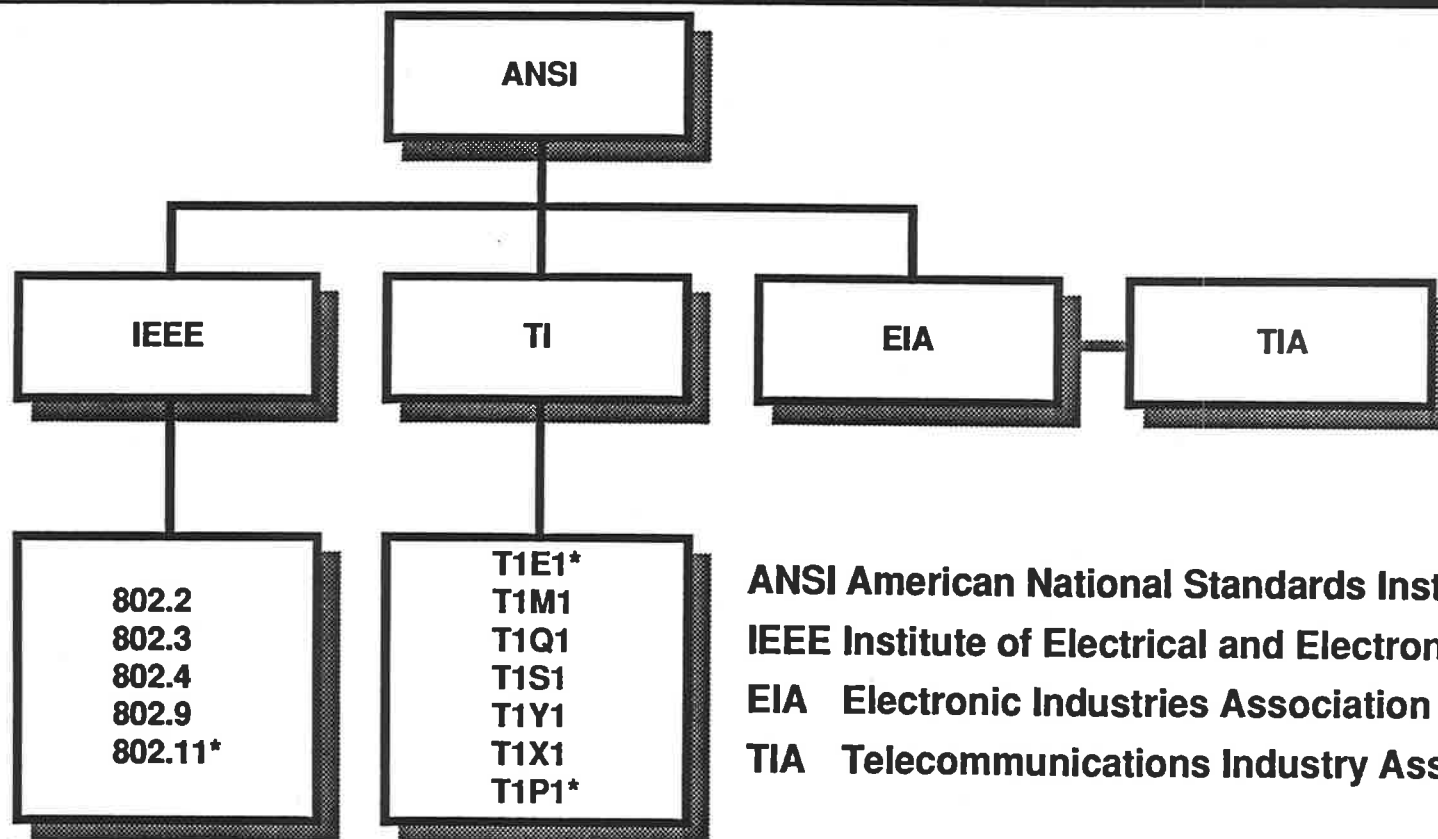 ANSI
IEEE
TI
EIA
TIA
802.2
802.3
802.4
802.9
802.11*
T1E1*
T1M1
T1Q1
T1S1
T1Y1
T1X1
T1P1*
ANSI American National Standards Inst
IEEE Institute of Electrical and Electron
EIA Electronic Industries Association
TIA Telecommunications Industry Ass